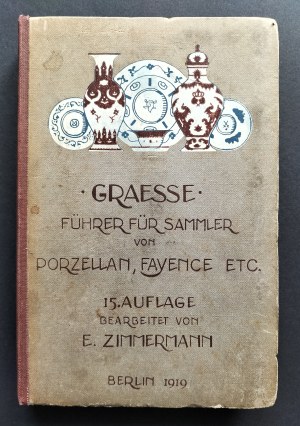 · GRAESSE ·
FÜHRER FÜR SAMMLER
VON
PORZELLAN, FAYENCE ETC.
15. AUFLAGE
BEARBEITET VON
E. ZIMMERMANN
BERLIN 1919